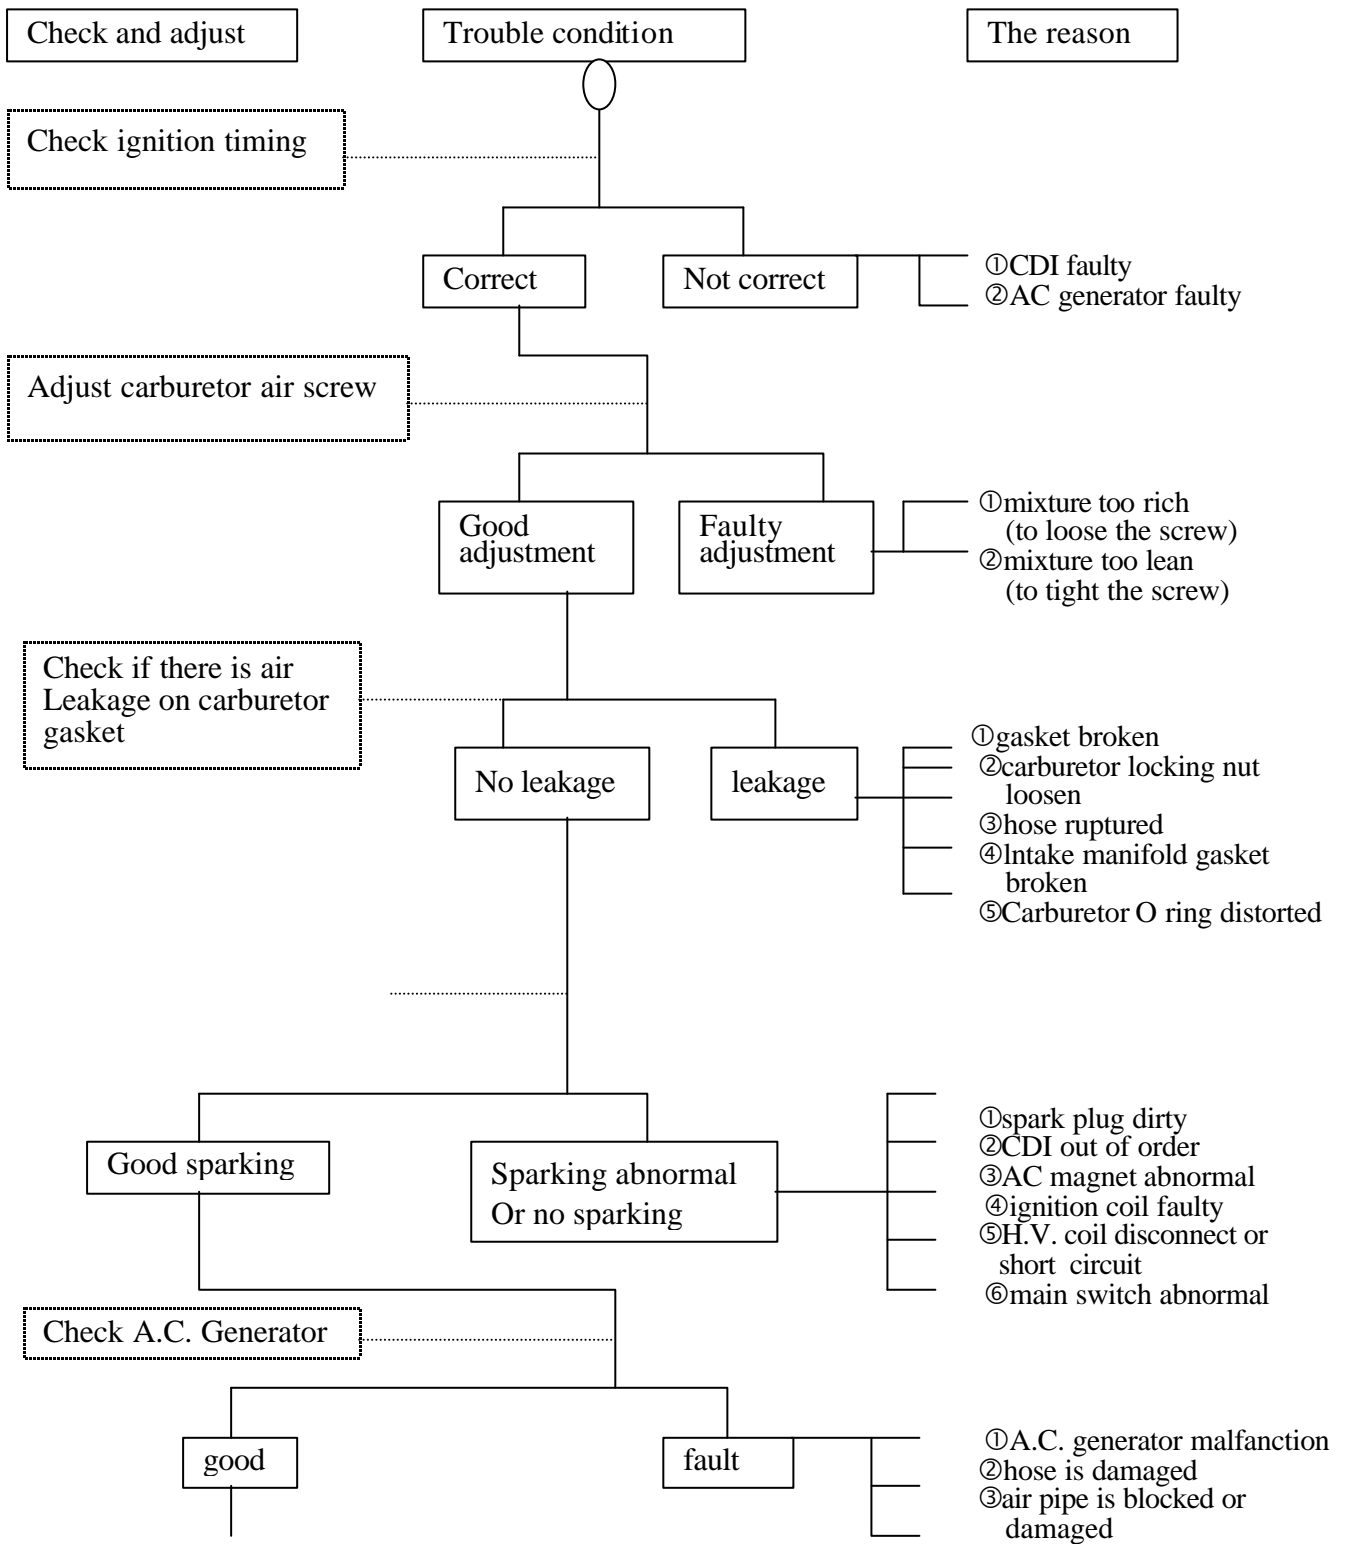 Check and adjust
Trouble condition
The reason
Check ignition timing
Correct
Not correct
①CDI faulty
②AC generator faulty
Adjust carburetor air screw
Good
adjustment
Faulty
adjustment
①mixture too rich
(to loose the screw)
②mixture too lean
(to tight the screw)
Check if there is air
Leakage on carburetor
gasket
No leakage
leakage
①gasket broken
②carburetor locking nut
loosen
③hose ruptured
④lntake manifold gasket
broken
⑤Carburetor O ring distorted
Good sparking
Sparking abnormal
Or no sparking
①spark plug dirty
②CDI out of order
③AC magnet abnormal
④ignition coil faulty
⑤H.V. coil disconnect or
short circuit
⑥main switch abnormal
Check A.C. Generator
good
fault
①A.C. generator malfanction
②hose is damaged
③air pipe is blocked or
damaged